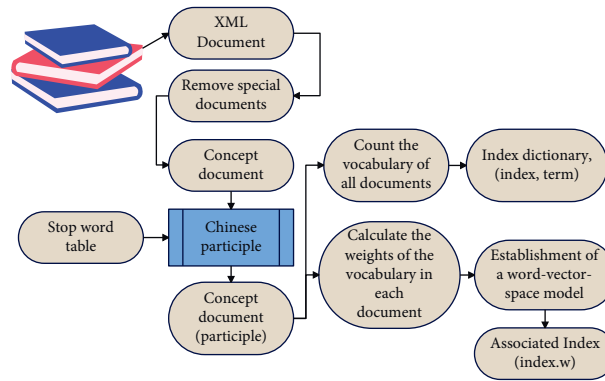 XML
Document
Remove special
documents
Concept
document
Stop word
table
Chinese
participle
Concept
document
(participle)
Count the
vocabulary of
all documents
Index dictionary,
(index, term)
Calculate the
weights of the
vocabulary in
each
document
Establishment of
a word-vector-
space model
Associated Index
(index.w)